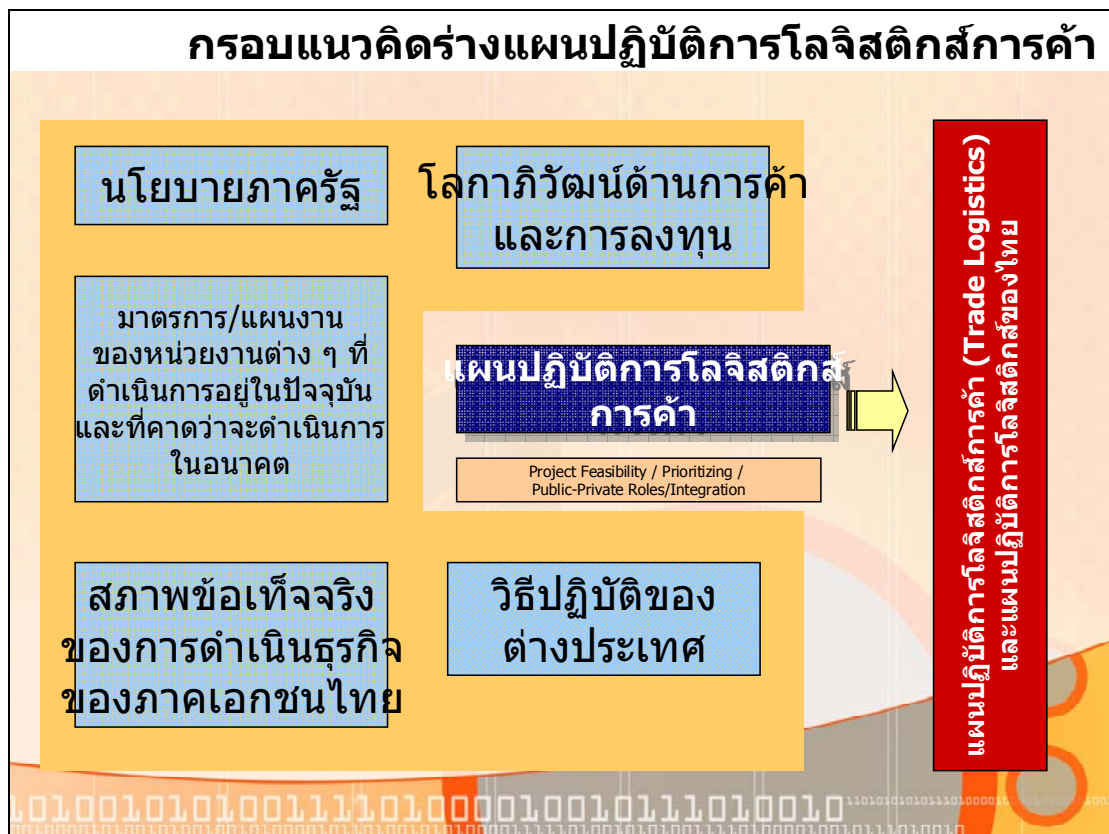 กรอบแนวคิดร่างแผนปฏิบัติการโลจิสติกส์การค้า
นโยบายภาครัฐ
โลกาภิวัฒน์ด้านการค้า
และการลงทุน
มาตรการ/แผนงาน
ของหน่วยงานต่าง ๆ ที่
ดำเนินการอยู่ในปัจจุบัน
และที่คาดว่าจะดำเนินการ
ในอนาคต
แผนปฏิบัติการโลจิสติกส์
การค้า
Project Feasibility / Prioritizing /
Public-Private Roles/Integration
สภาพข้อเท็จจริง
ของการดำเนินธุรกิจ
ของภาคเอกชนไทย
วิธีปฏิบัติของ
ต่างประเทศ
แผนปฏิบัติการโลจิสติกส์การค้า (Trade Logistics)
และแผนปฏิบัติการโลจิสติกส์ของไทย